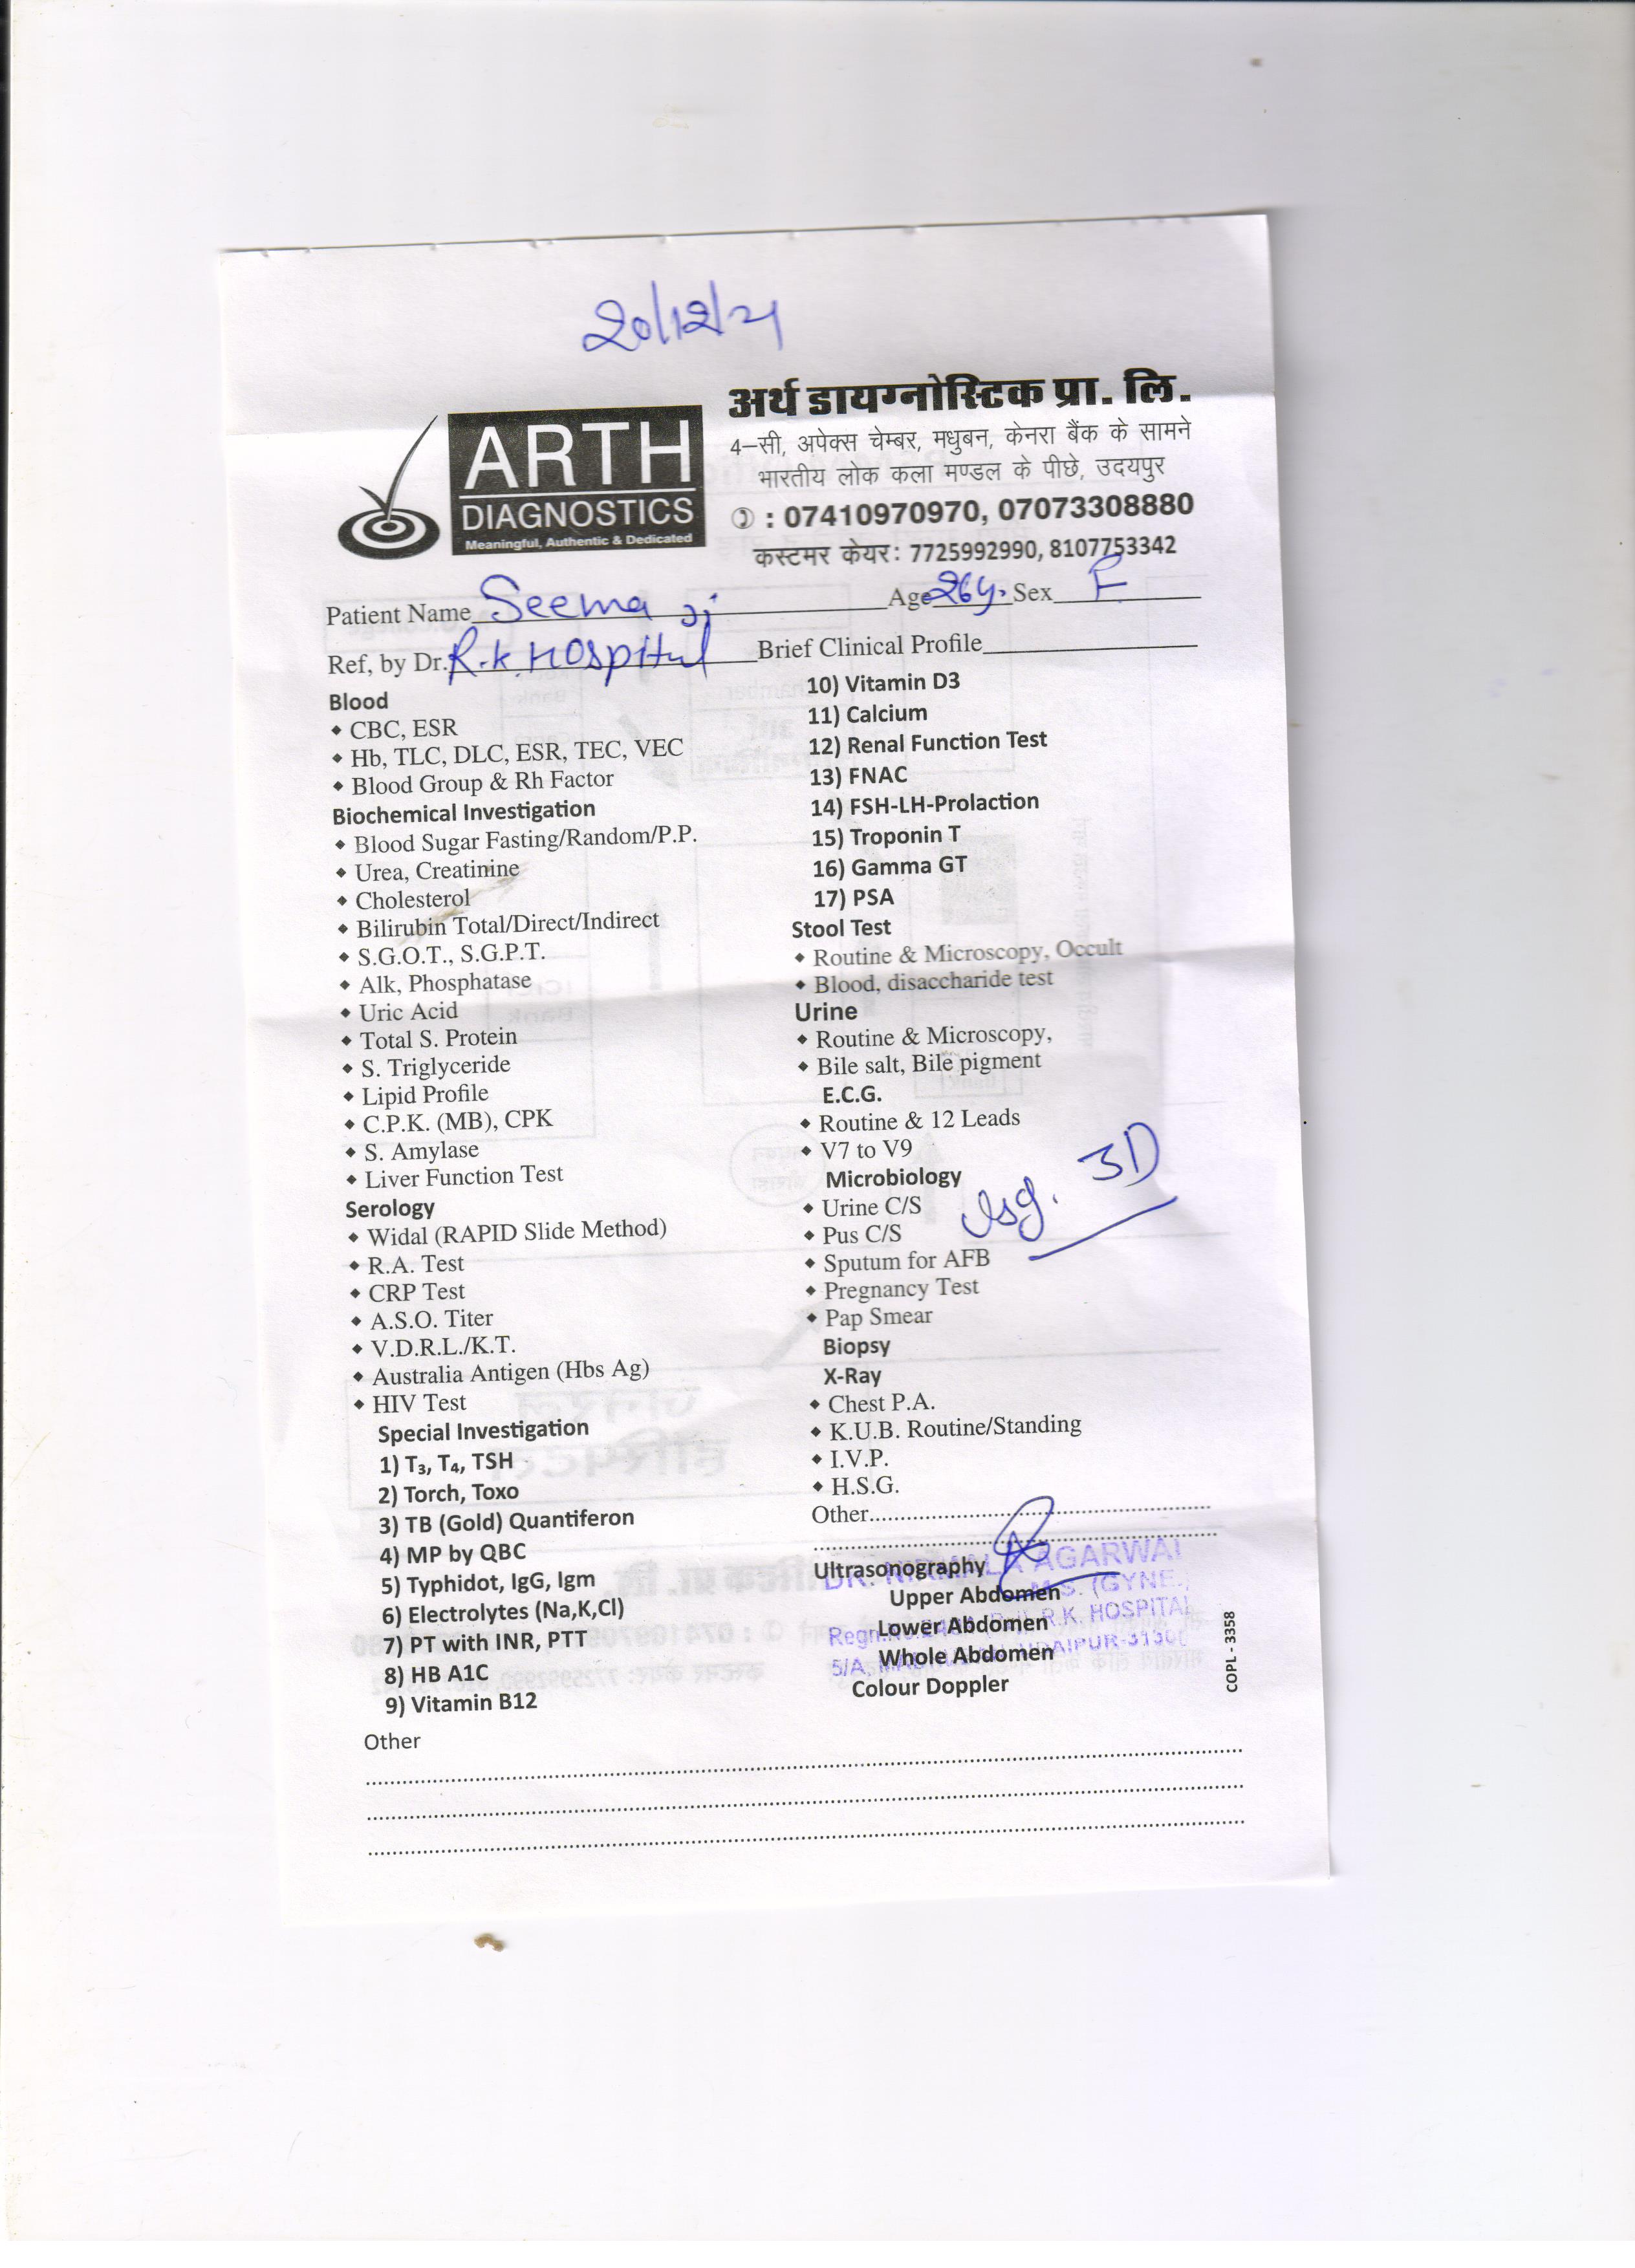 20/12/21
अर्थ डायग्नोस्टिक प्रा. लि.
ARTH
DIAGNOSTICS
Meaningful, Authentic & Dedicated
4–सी, अपेक्स चेम्बर, मधुबन, केनरा बैंक के सामने
भारतीय लोक कला मण्डल के पीछे, उदयपुर
: 07410970970, 07073308880
कस्टमर केयर: 7725992990, 8107753342
Patient Name Seema ji Age 26y. Sex F
Ref, by Dr. R.K Hospital Brief Clinical Profile
Blood
◆ CBC, ESR
◆ Hb, TLC, DLC, ESR, TEC, VEC
◆ Blood Group & Rh Factor
Biochemical Investigation
◆ Blood Sugar Fasting/Random/P.P.
◆ Urea, Creatinine
◆ Cholesterol
◆ Bilirubin Total/Direct/Indirect
◆ S.G.O.T., S.G.P.T.
◆ Alk, Phosphatase
◆ Uric Acid
◆ Total S. Protein
◆ S. Triglyceride
◆ Lipid Profile
◆ C.P.K. (MB), CPK
◆ S. Amylase
◆ Liver Function Test
Serology
◆ Widal (RAPID Slide Method)
◆ R.A. Test
◆ CRP Test
◆ A.S.O. Titer
◆ V.D.R.L./K.T.
◆ Australia Antigen (Hbs Ag)
◆ HIV Test
Special Investigation
1) T₃, T₄, TSH
2) Torch, Toxo
3) TB (Gold) Quantiferon
4) MP by QBC
5) Typhidot, IgG, Igm
6) Electrolytes (Na,K,Cl)
7) PT with INR, PTT
8) HB A1C
9) Vitamin B12
10) Vitamin D3
11) Calcium
12) Renal Function Test
13) FNAC
14) FSH-LH-Prolaction
15) Troponin T
16) Gamma GT
17) PSA
Stool Test
◆ Routine & Microscopy, Occult
◆ Blood, disaccharide test
Urine
◆ Routine & Microscopy,
◆ Bile salt, Bile pigment
E.C.G.
◆ Routine & 12 Leads
◆ V7 to V9
Microbiology
◆ Urine C/S
◆ Pus C/S
◆ Sputum for AFB
◆ Pregnancy Test
◆ Pap Smear
Usg. 3D
Biopsy
X-Ray
◆ Chest P.A.
◆ K.U.B. Routine/Standing
◆ I.V.P.
◆ H.S.G.
Other
Ultrasonography
Upper Abdomen
Lower Abdomen
Whole Abdomen
Colour Doppler
AGARWAL
M.S. (GYNE.
R.K. HOSPITAL
COPL - 3358
Other